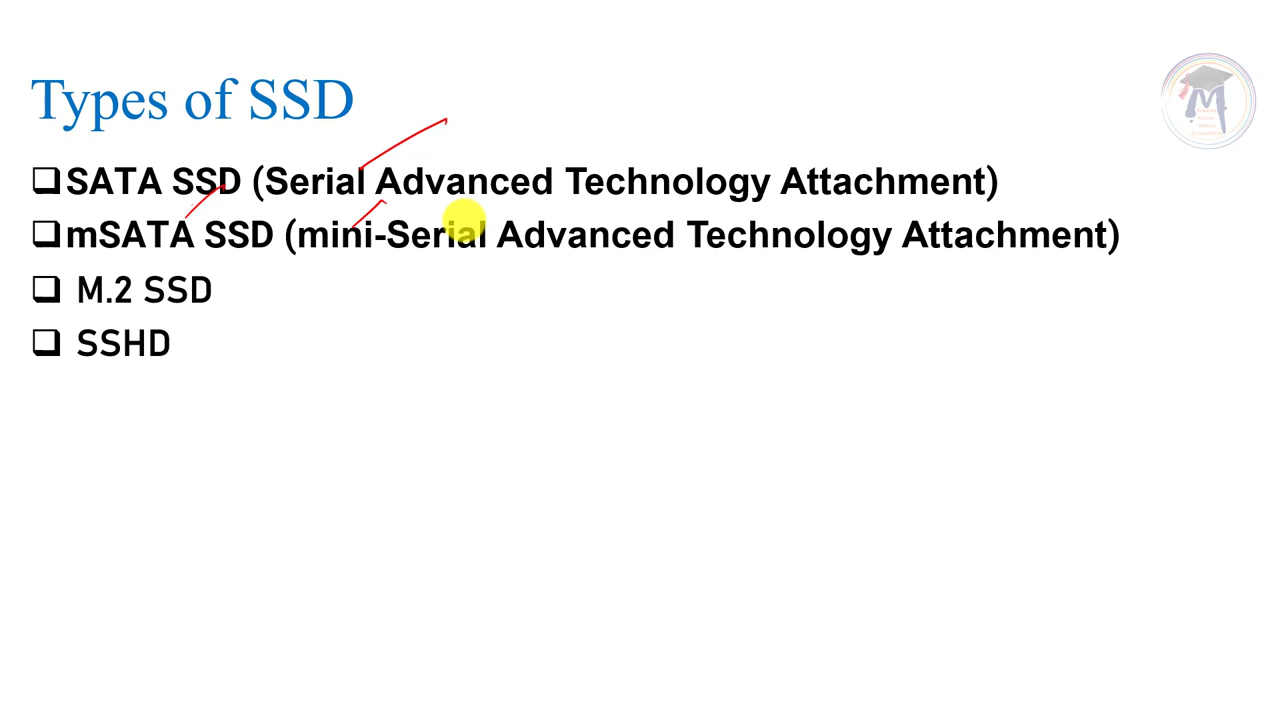 Types of SSD
❑SATA SSD (Serial Advanced Technology Attachment)
❑mSATA SSD (mini-Serial Advanced Technology Attachment)
❑ M.2 SSD
❑ SSHD
M